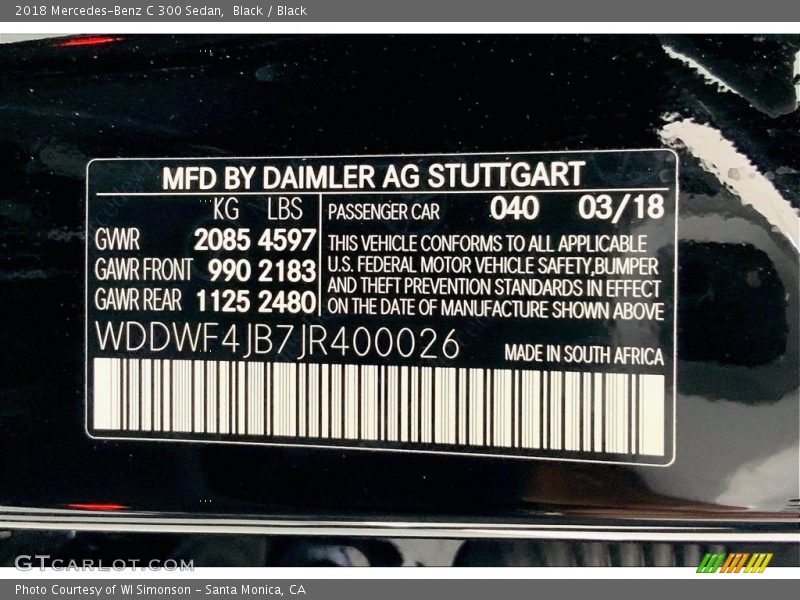 2018 Mercedes-Benz C 300 Sedan, Black / Black
MFD BY DAIMLER AG STUTTGART
KG LBS
GWR 2085 4597
GAWR FRONT 990 2183
GAWR REAR 1125 2480
PASSENGER CAR 040 03/18
THIS VEHICLE CONFORMS TO ALL APPLICABLE
U.S. FEDERAL MOTOR VEHICLE SAFETY,BUMPER
AND THEFT PREVENTION STANDARDS IN EFFECT
ON THE DATE OF MANUFACTURE SHOWN ABOVE
WDDWF4JB7JR400026
MADE IN SOUTH AFRICA
GTCARLOT.COM
Photo Courtesy of WI Simonson - Santa Monica, CA